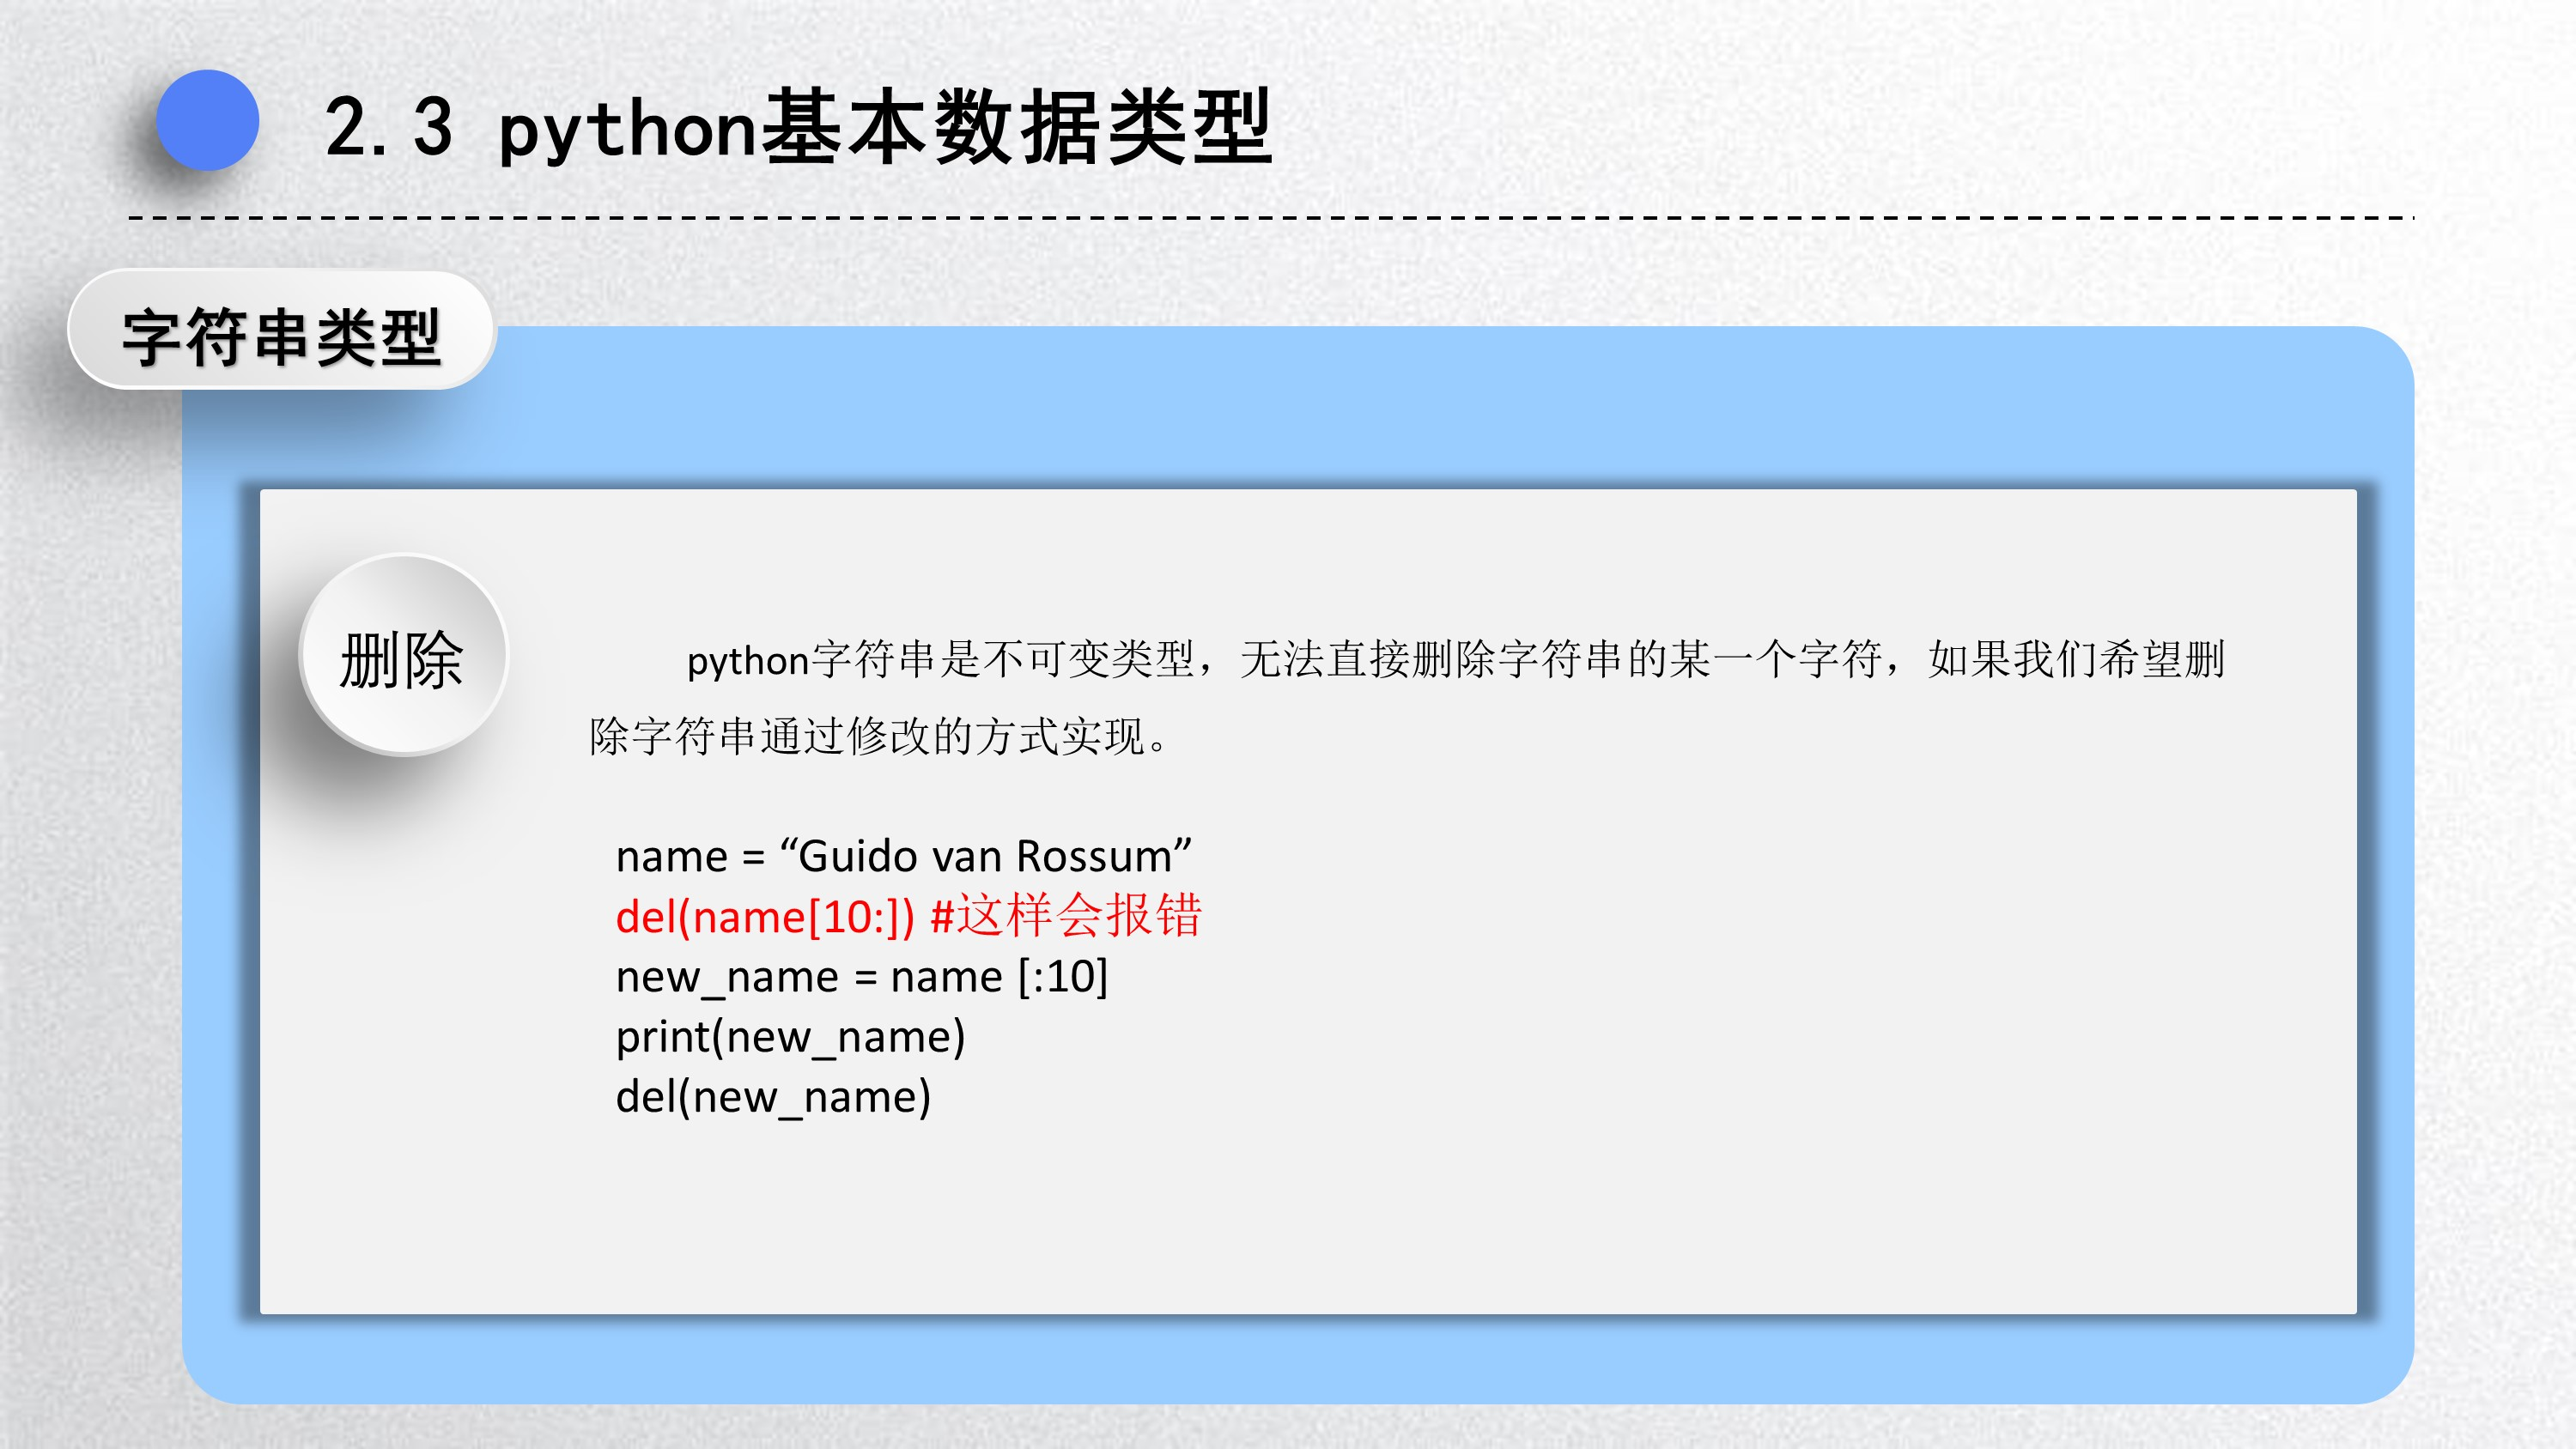 2.3 python基本数据类型
字符串类型
删除
python字符串是不可变类型，无法直接删除字符串的某一个字符，如果我们希望删
除字符串通过修改的方式实现。
name = “Guido van Rossum”
del(name[10:]) #这样会报错
new_name = name [:10]
print(new_name)
del(new_name)